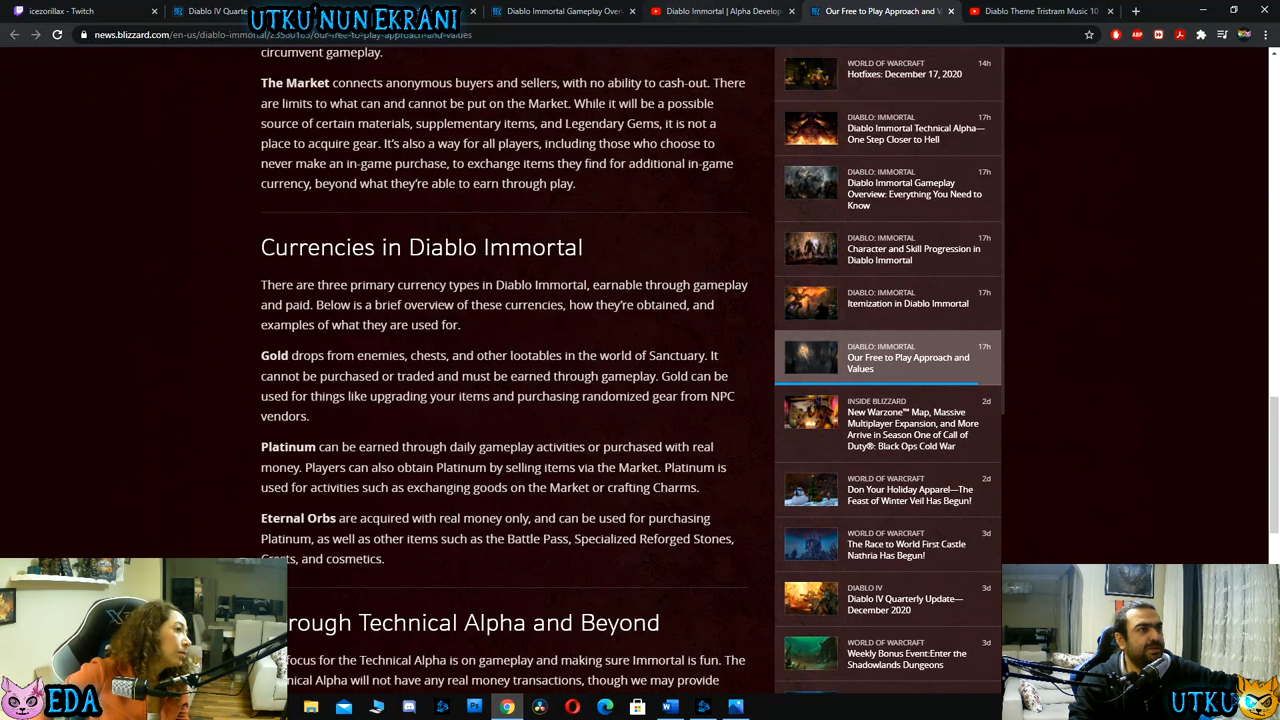 (1) Twitch
Diablo IV Quarterly Update—
Diablo Immortal
Diablo Immortal | Alpha Develop
Our Free to Play Approach and V
Diablo Tristram Music 10
UTKU'NUN EKRANI
news.blizzard.com/en-us/diablo-immortal/23580165/our-free-to-play-approach-and-values
circumvent gameplay.
The Market connects anonymous buyers and sellers, with no ability to cash-out. There
are limits to what can and cannot be put on the Market. While it will be a possible
source of certain materials, supplementary items, and Legendary Gems, it is not a
place to acquire gear. It's also a way for all players, including those who choose to
never make an in-game purchase, to exchange items they find for additional in-game
currency, beyond what they're able to earn through play.
Currencies in Diablo Immortal
There are three primary currency types in Diablo Immortal, earnable through gameplay
and paid. Below is a brief overview of these currencies, how they're obtained, and
examples of what they are used for.
Gold drops from enemies, chests, and other lootables in the world of Sanctuary. It
cannot be purchased or traded and must be earned through gameplay. Gold can be
used for things like upgrading your items and purchasing randomized gear from NPC
vendors.
Platinum can be earned through daily gameplay activities or purchased with real
money. Players can also obtain Platinum by selling items via the Market. Platinum is
used for activities such as exchanging goods on the Market or crafting Charms.
Eternal Orbs are acquired with real money only, and can be used for purchasing
Platinum, as well as other items such as the Battle Pass, Specialized Reforged Stones,
Crests, and cosmetics.
rough Technical Alpha and Beyond
focus for the Technical Alpha is on gameplay and making sure Immortal is fun. The
nical Alpha will not have any real money transactions, though we may provide
WORLD OF WARCRAFT 14h
Hotfixes: December 17, 2020
DIABLO: IMMORTAL 17h
Diablo Immortal Technical Alpha—
One Step Closer to Hell
DIABLO: IMMORTAL 17h
Diablo Immortal Gameplay
Overview: Everything You Need to
Know
DIABLO: IMMORTAL 17h
Character and Skill Progression in
Diablo Immortal
DIABLO: IMMORTAL 17h
Itemization in Diablo Immortal
DIABLO: IMMORTAL 17h
Our Free to Play Approach and
Values
INSIDE BLIZZARD 2d
New Warzone™ Map, Massive
Multiplayer Expansion, and More
Arrive in Season One of Call of
Duty®: Black Ops Cold War
WORLD OF WARCRAFT 2d
Don Your Holiday Apparel—The
Feast of Winter Veil Has Begun!
WORLD OF WARCRAFT 3d
The Race to World First Castle
Nathria Has Begun!
DIABLO IV 3d
Diablo IV Quarterly Update—
December 2020
WORLD OF WARCRAFT 3d
Weekly Bonus Event:Enter the
Shadowlands Dungeons
EDA
UTKU